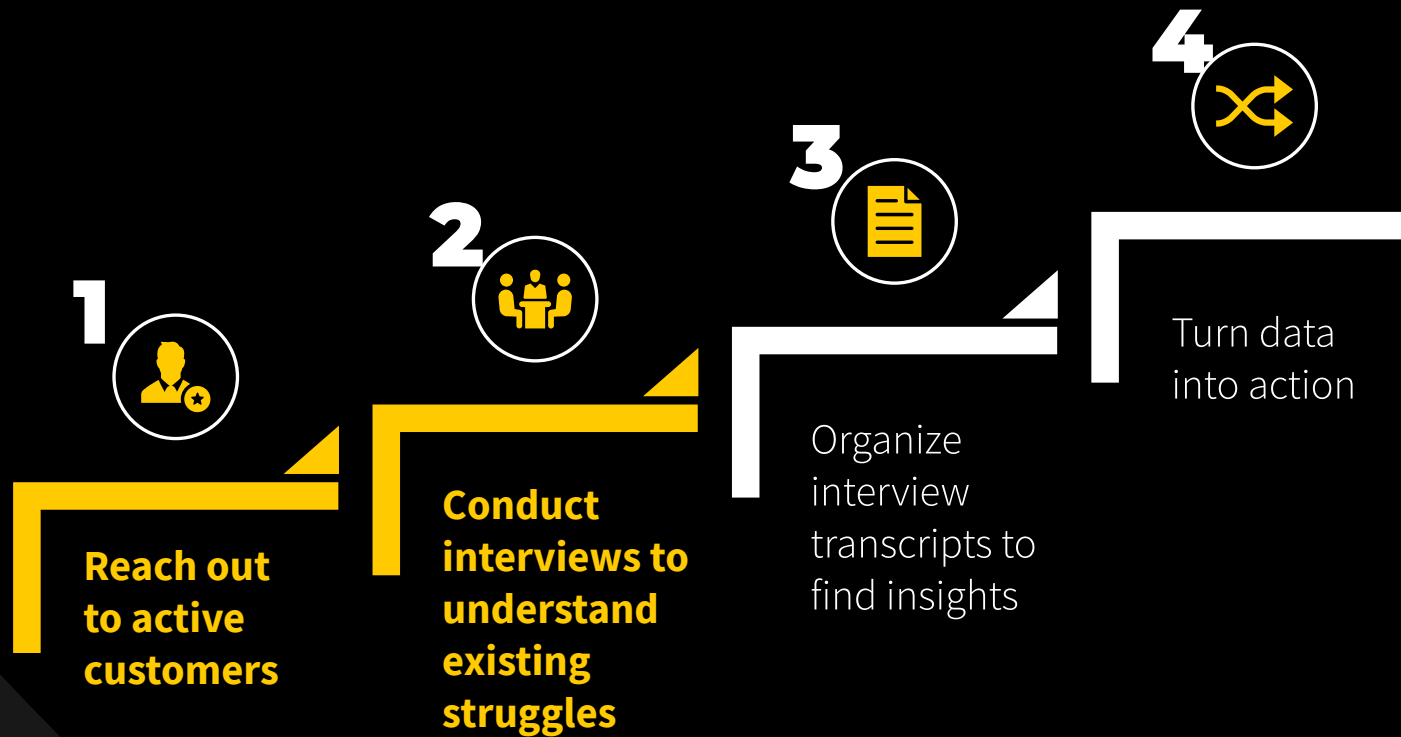 1
Reach out
to active
customers
2
Conduct
interviews to
understand
existing
struggles
3
Organize
interview
transcripts to
find insights
4
Turn data
into action